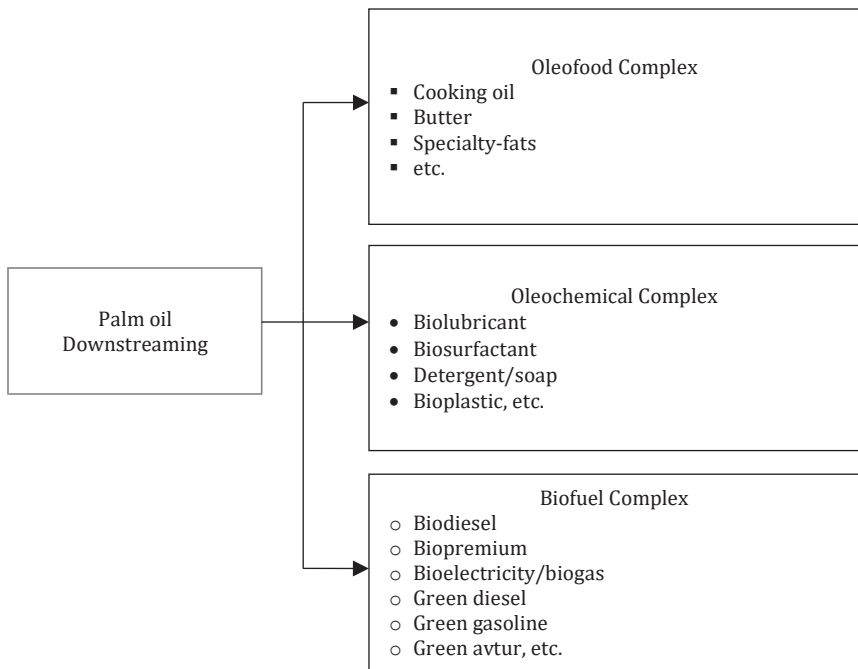 Palm oil
Downstreaming
Oleofood Complex
▪ Cooking oil
▪ Butter
▪ Specialty-fats
▪ etc.
Oleochemical Complex
• Biolubricant
• Biosurfactant
• Detergent/soap
• Bioplastic, etc.
Biofuel Complex
○ Biodiesel
○ Biopremium
○ Bioelectricity/biogas
○ Green diesel
○ Green gasoline
○ Green avtur, etc.